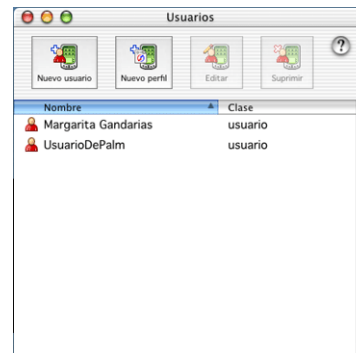 Usuarios
Nuevo usuario Nuevo perfil Editar Suprimir ?
Nombre Clase
Margarita Gandarias usuario
UsuarioDePalm usuario